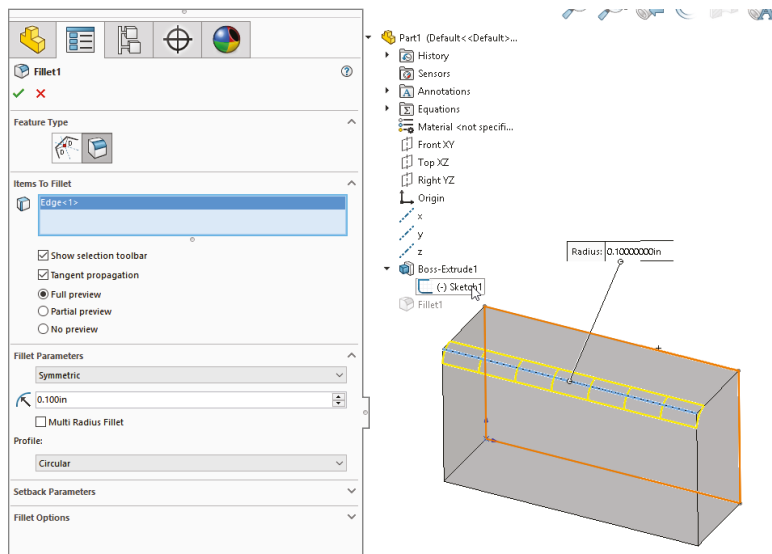 Fillet1
Feature Type
Items To Fillet
Edge<1>
Show selection toolbar
Tangent propagation
Full preview
Partial preview
No preview
Fillet Parameters
Symmetric
0.100in
Multi Radius Fillet
Profile:
Circular
Setback Parameters
Fillet Options
Part1 (Default<<Default>...
History
Sensors
Annotations
Equations
Material <not specifi...
Front XY
Top XZ
Right YZ
Origin
x
y
z
Boss-Extrude1
(-) Sketch1
Fillet1
Radius: 0.10000000in